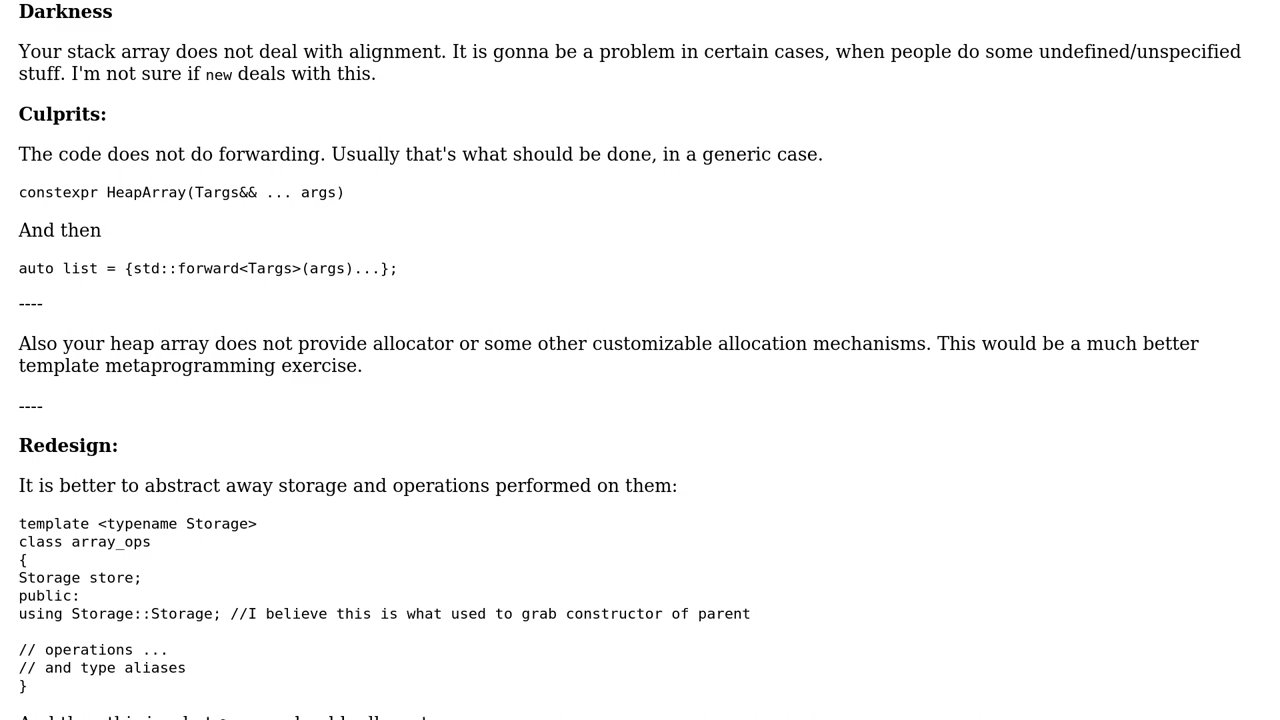 Darkness
Your stack array does not deal with alignment. It is gonna be a problem in certain cases, when people do some undefined/unspecified
stuff. I'm not sure if new deals with this.
Culprits:
The code does not do forwarding. Usually that's what should be done, in a generic case.
constexpr HeapArray(Targs&& ... args)
And then
auto list = {std::forward<Targs>(args)...};
----
Also your heap array does not provide allocator or some other customizable allocation mechanisms. This would be a much better
template metaprogramming exercise.
----
Redesign:
It is better to abstract away storage and operations performed on them:
template <typename Storage>
class array_ops
{
Storage store;
public:
using Storage::Storage; //I believe this is what used to grab constructor of parent
// operations ...
// and type aliases
}